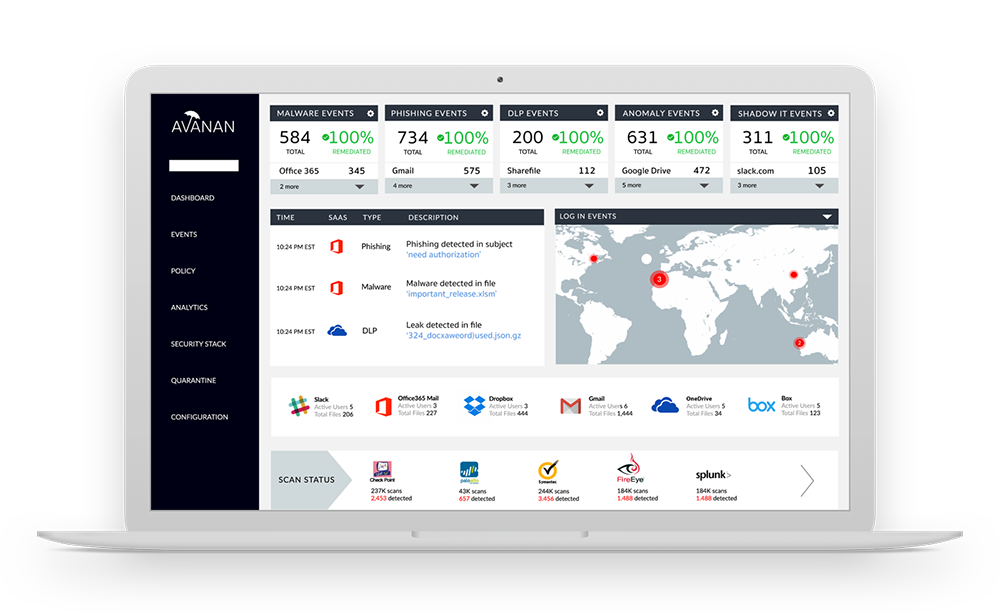 AVANAN
DASHBOARD
EVENTS
POLICY
ANALYTICS
SECURITY STACK
QUARANTINE
CONFIGURATION
MALWARE EVENTS
584 100%
TOTAL REMEDIATED
Office 365 345
2 more
PHISHING EVENTS
734 100%
TOTAL REMEDIATED
Gmail 575
4 more
DLP EVENTS
200 100%
TOTAL REMEDIATED
Sharefile 112
3 more
ANOMALY EVENTS
631 100%
TOTAL REMEDIATED
Google Drive 472
5 more
SHADOW IT EVENTS
311 100%
TOTAL REMEDIATED
slack.com 105
3 more
TIME SAAS TYPE DESCRIPTION
10:24 PM EST Phishing Phishing detected in subject
'need authorization'
10:24 PM EST Malware Malware detected in file
'important_release.xlsm'
10:24 PM EST DLP Leak detected in file
'324_docxaweord)used.json.gz
LOG IN EVENTS
3
2
Slack
Active Users 5
Total Files 206
Office365 Mail
Active Users 3
Total Files 227
Dropbox
Active Users 3
Total Files 444
Gmail
Active Users 6
Total Files 1,444
OneDrive
Active Users 5
Total Files 34
box
Box
Active Users 5
Total Files 123
SCAN STATUS
Check Point
237K scans
2.453 detected
paloalto
43K scans
657 detected
Symantec
244K scans
3.456 detected
FireEye
184K scans
1.488 detected
splunk>
184K scans
1.488 detected